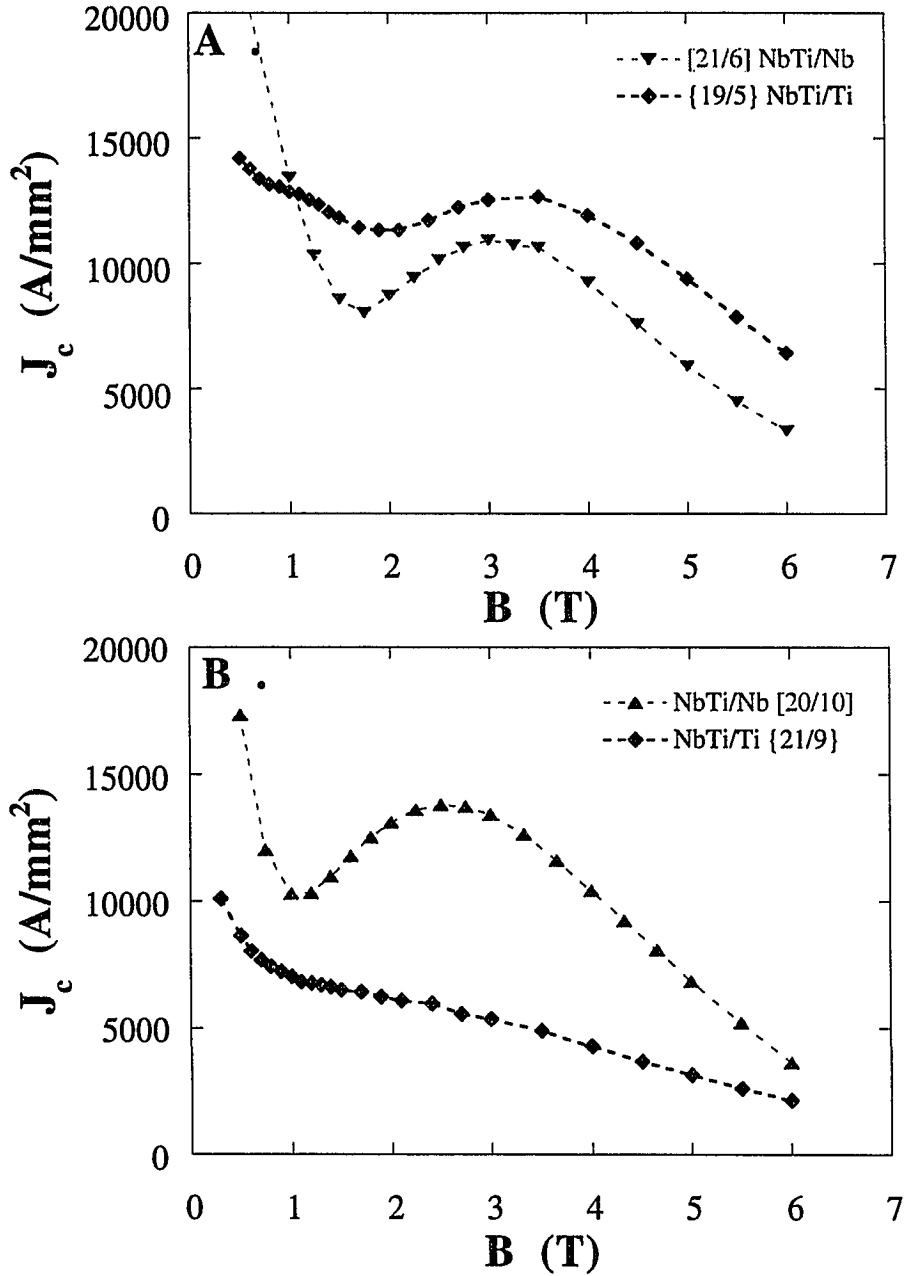 A
20000
15000
10000
5000
0
J_c (A/mm²)
[21/6] NbTi/Nb
{19/5} NbTi/Ti
0 1 2 3 4 5 6 7
B (T)
B
20000
15000
10000
5000
0
J_c (A/mm²)
NbTi/Nb [20/10]
NbTi/Ti {21/9}
0 1 2 3 4 5 6 7
B (T)